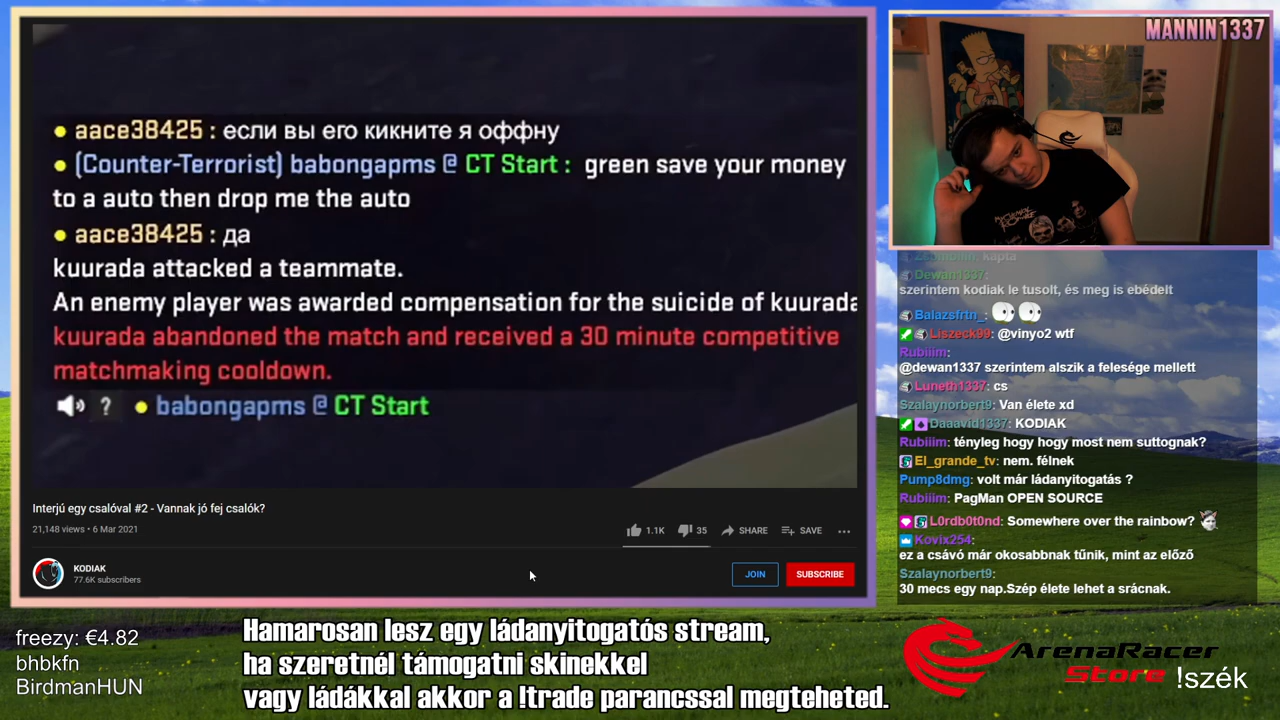 aace38425 : если вы его кикните я оффну
(Counter-Terrorist) babongapms @ CT Start : green save your money
to a auto then drop me the auto
aace38425 : да
kuurada attacked a teammate.
An enemy player was awarded compensation for the suicide of kuurada
kuurada abandoned the match and received a 30 minute competitive
matchmaking cooldown.
? babongapms @ CT Start
Interjú egy csalóval #2 - Vannak jó fej csalók?
21,148 views • 6 Mar 2021
1.1K 35 SHARE SAVE ...
KODIAK
77.6K subscribers
JOIN SUBSCRIBE
MANNIN1337
kapta
Dewan1337:
szerintem kodiak le tusolt, és meg is ebédelt
Balazsfrtn_:
Liszeck99: @vinyo2 wtf
Rubiiim:
@dewan1337 szerintem alszik a felesége mellett
Luneth1337: cs
Szalaynorbert9: Van élete xd
Daaavid1337: KODIAK
Rubiiim: tényleg hogy hogy most nem suttognak?
El_grande_tv: nem. félnek
Pump8dmg: volt már ládanyitogatás ?
Rubiiim: PagMan OPEN SOURCE
L0rdb0t0nd: Somewhere over the rainbow?
Kovix254:
ez a csávó már okosabbnak tűnik, mint az előző
Szalaynorbert9:
30 mecs egy nap.Szép élete lehet a srácnak.
freezy: €4.82
bhbkfn
BirdmanHUN
Hamarosan lesz egy ládanyitogatós stream,
ha szeretnél támogatni skinekkel
vagy ládákkal akkor a !trade parancssal megteheted.
ArenaRacer
Store !szék